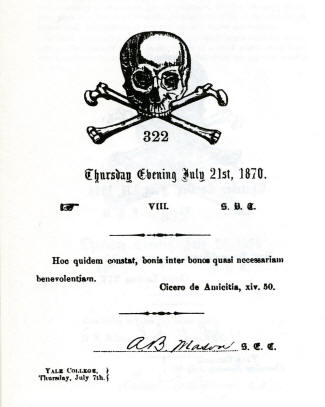 322
Thursday Evening July 21st, 1870.
VIII. S. B. T.
Hoc quidem constat, bonis inter bonos quasi necessariam
benevolentiam.
Cicero de Amicitia, xiv. 50.
A.B. Mason S. E. C.
YALE COLLEGE, }
Thursday, July 7th. }